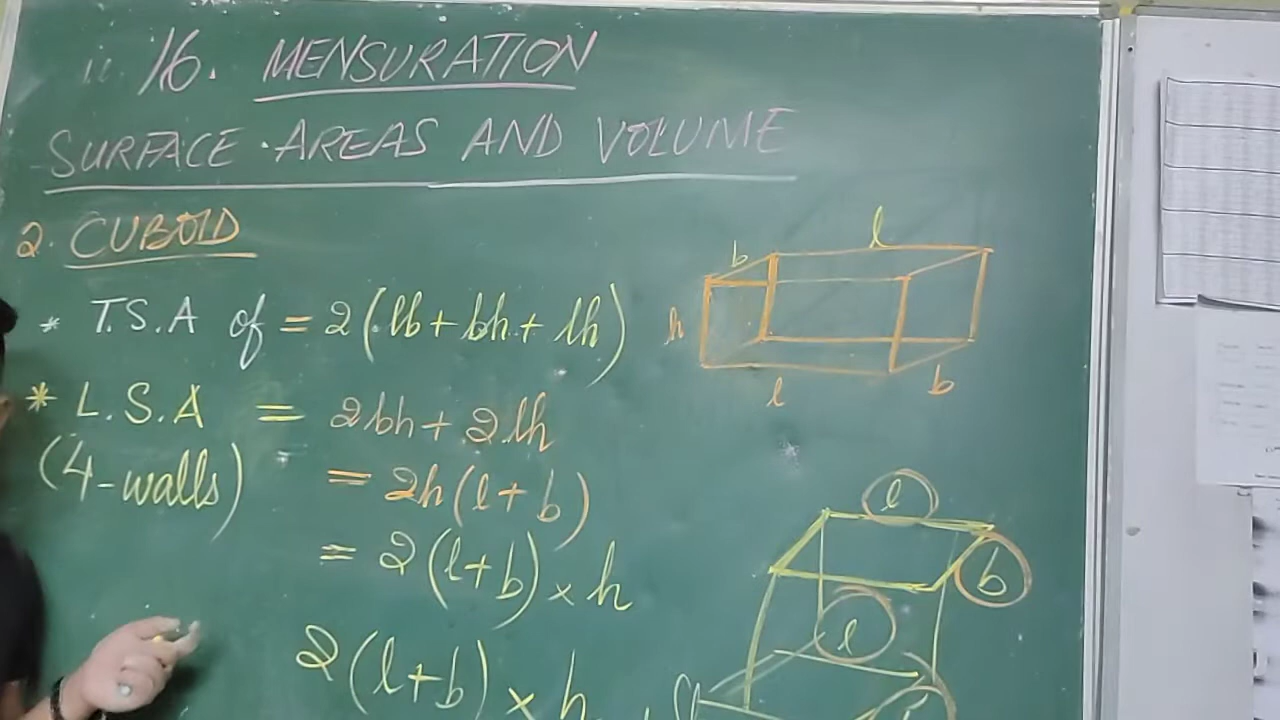 16. MENSURATION
SURFACE AREAS AND VOLUME
2. CUBOID
* T.S.A of = 2(lb+bh+lh)
* L.S.A = 2bh+2lh
(4-walls) = 2h(l+b)
= 2(l+b)×h
2(l+b)×h
l
b
h
l
b
l
b
l